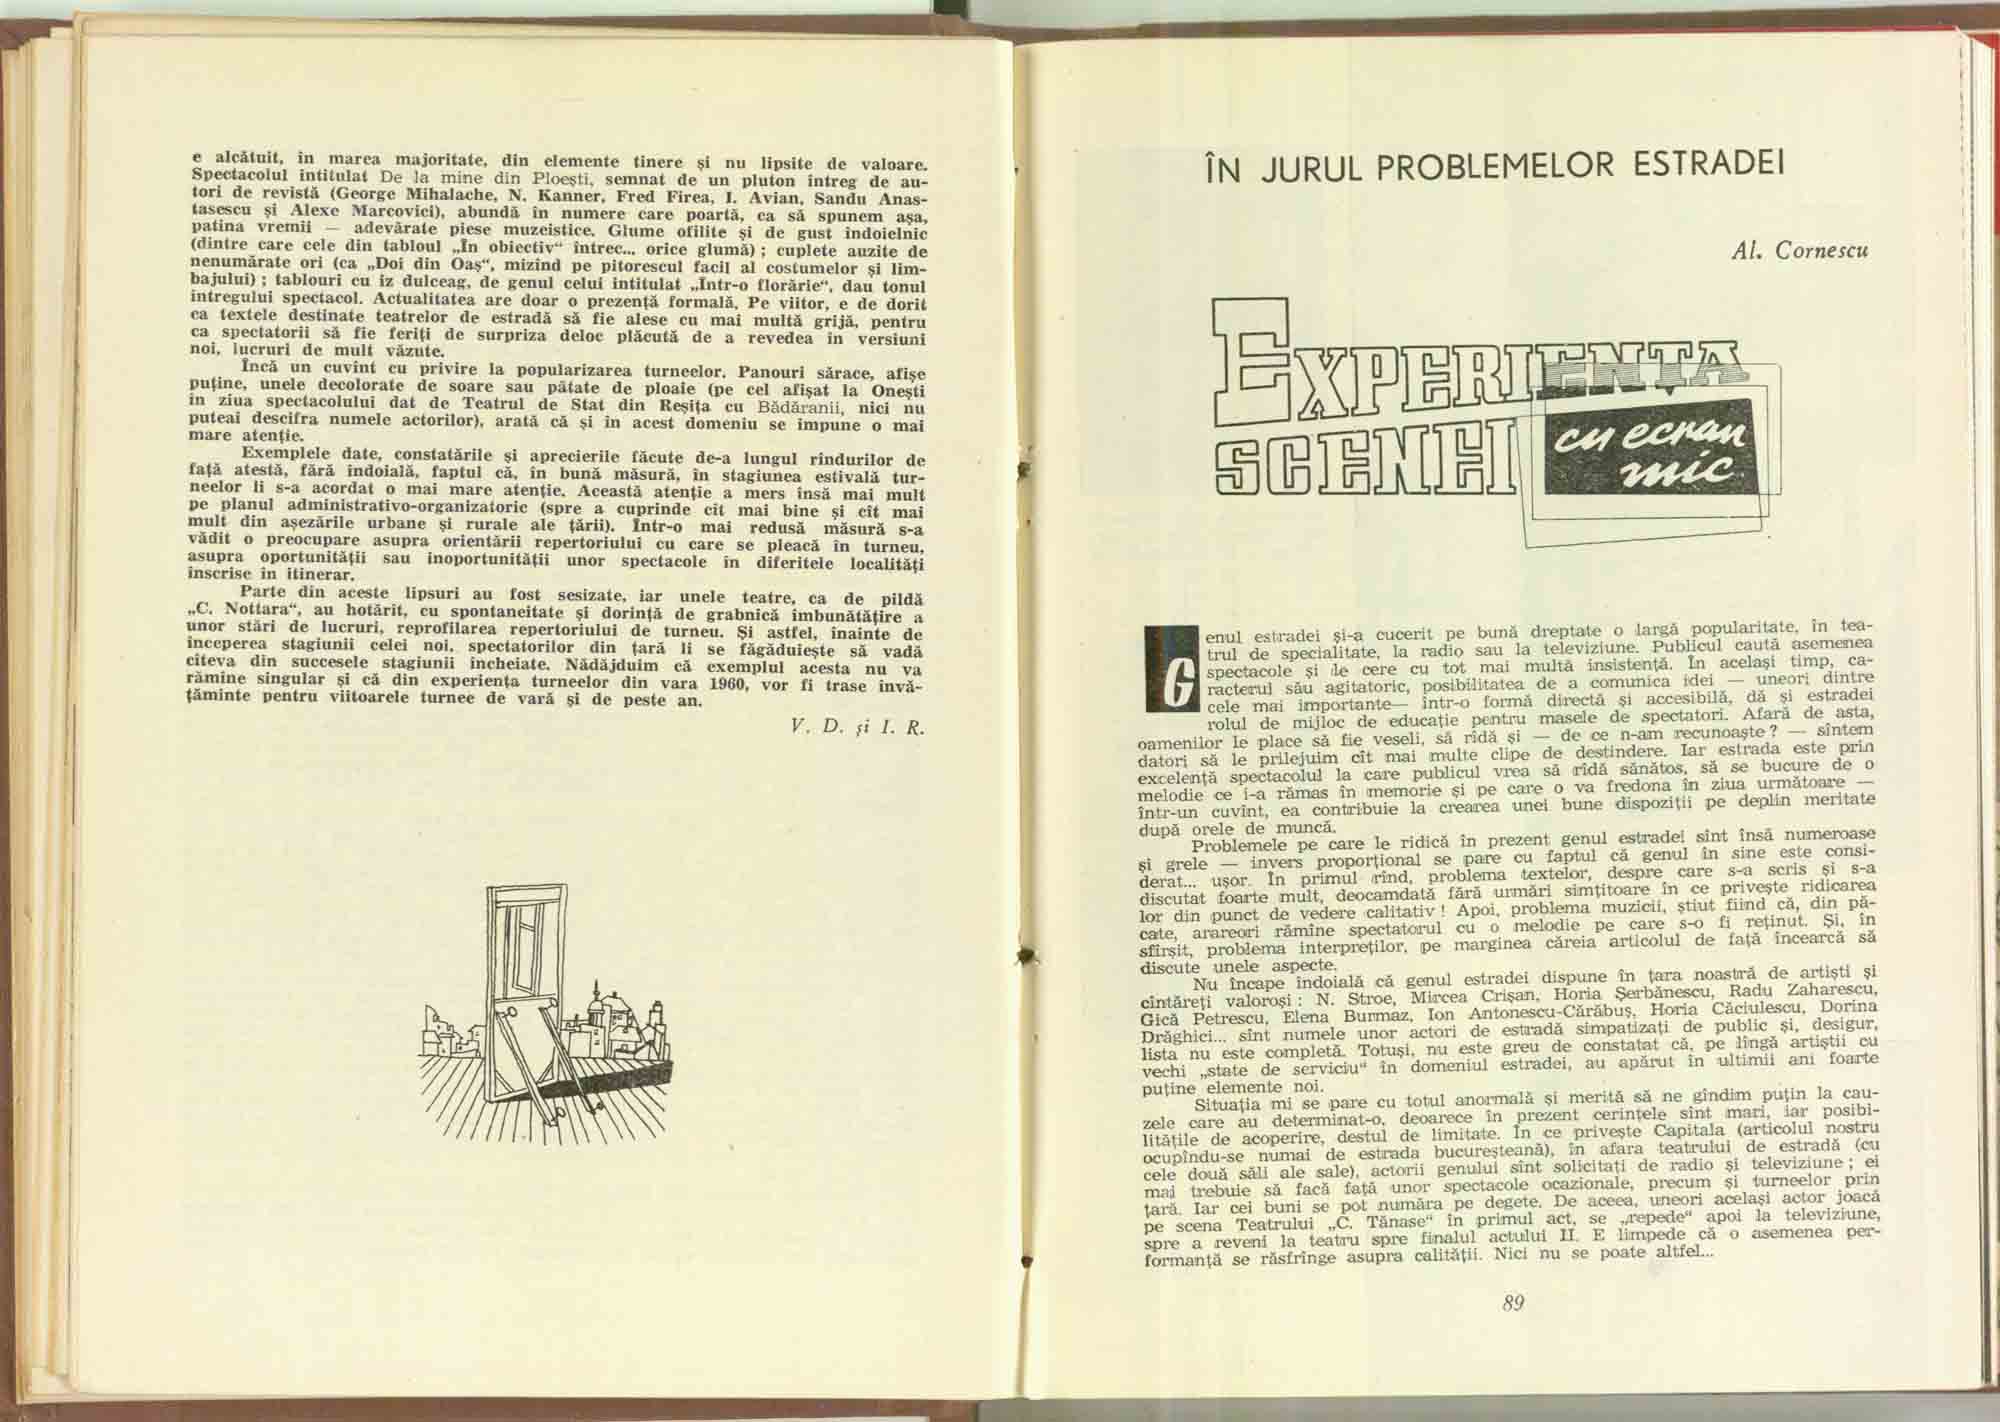 e alcătuit, în marea majoritate, din elemente tinere și nu lipsite de valoare.
Spectacolul intitulat De la mine din Ploești, semnat de un pluton întreg de au-
tori de revistă (George Mihalache, N. Kanner, Fred Firea, I. Avian, Sandu Anas-
tasescu și Alexe Marcovici), abundă în numere care poartă, ca să spunem așa,
patina vremii — adevărate piese muzeistice. Glume ofilite și de gust îndoielnic
(dintre care cele din tabloul „În obiectiv“ întrec... orice glumă) ; cuplete auzite de
nenumărate ori (ca „Doi din Oaș“, mizînd pe pitorescul facil al costumelor și lim-
bajului) ; tablouri cu iz dulceag, de genul celui intitulat „Într-o florărie“, dau tonul
întregului spectacol. Actualitatea are doar o prezență formală. Pe viitor, e de dorit
ca textele destinate teatrelor de estradă să fie alese cu mai multă grijă, pentru
ca spectatorii să fie feriți de surpriza deloc plăcută de a revedea în versiuni
noi, lucruri de mult văzute.
Încă un cuvînt cu privire la popularizarea turneelor. Panouri sărace, afișe
puține, unele decolorate de soare sau pătate de ploaie (pe cel afișat la Onești
în ziua spectacolului dat de Teatrul de Stat din Reșița cu Bădăranii, nici nu
puteai descifra numele actorilor), arată că și în acest domeniu se impune o mai
mare atenție.
Exemplele date, constatările și aprecierile făcute de-a lungul rîndurilor de
față atestă, fără îndoială, faptul că, în bună măsură, în stagiunea estivală tur-
neelor li s-a acordat o mai mare atenție. Această atenție a mers însă mai mult
pe planul administrativo-organizatoric (spre a cuprinde cît mai bine și cît mai
mult din așezările urbane și rurale ale țării). Într-o mai redusă măsură s-a
vădit o preocupare asupra orientării repertoriului cu care se pleacă în turneu,
asupra oportunității sau inoportunității unor spectacole în diferitele localități
înscrise în itinerar.
Parte din aceste lipsuri au fost sesizate, iar unele teatre, ca de pildă
„C. Nottara“, au hotărît, cu spontaneitate și dorință de grabnică îmbunătățire a
unor stări de lucruri, reprofilarea repertoriului de turneu. Și astfel, înainte de
începerea stagiunii celei noi, spectatorilor din țară li se făgăduiește să vadă
cîteva din succesele stagiunii încheiate. Nădăjduim că exemplul acesta nu va
rămîne singular și că din experiența turneelor din vara 1960, vor fi trase învă-
țăminte pentru viitoarele turnee de vară și de peste an.
V. D. și I. R.
ÎN JURUL PROBLEMELOR ESTRADEI
Al. Cornescu
EXPERIENȚA
SCENEI
cu ecran
mic
Genul estradei și-a cucerit pe bună dreptate o largă popularitate, în tea-
trul de specialitate, la radio sau la televiziune. Publicul caută asemenea
spectacole și le cere cu tot mai multă insistență. În același timp, ca-
racterul său agitatoric, posibilitatea de a comunica idei — uneori dintre
cele mai importante— într-o formă directă și accesibilă, dă și estradei
rolul de mijloc de educație pentru masele de spectatori. Afară de asta,
oamenilor le place să fie veseli, să rîdă și — de ce n-am recunoaște ? — sîntem
datori să le prilejuim cît mai multe clipe de destindere. Iar estrada este prin
excelență spectacolul la care publicul vrea să rîdă sănătos, să se bucure de o
melodie ce i-a rămas în memorie și pe care o va fredona în ziua următoare —
într-un cuvînt, ea contribuie la crearea unei bune dispoziții pe deplin meritate
după orele de muncă.
Problemele pe care le ridică în prezent genul estradei sînt însă numeroase
și grele — invers proporțional se pare cu faptul că genul în sine este consi-
derat... ușor. În primul rînd, problema textelor, despre care s-a scris și s-a
discutat foarte mult, deocamdată fără urmări simțitoare în ce privește ridicarea
lor din punct de vedere calitativ ! Apoi, problema muzicii, știut fiind că, din pă-
cate, arareori rămîne spectatorul cu o melodie pe care s-o fi reținut. Și, în
sfîrșit, problema interpreților, pe marginea căreia articolul de față încearcă să
discute unele aspecte.
Nu încape îndoială că genul estradei dispune în țara noastră de artiști și
cîntăreți valoroși : N. Stroe, Mircea Crișan, Horia Șerbănescu, Radu Zaharescu,
Gică Petrescu, Elena Burmaz, Ion Antonescu-Cărăbuș, Horia Căciulescu, Dorina
Drăghici... sînt numele unor actori de estradă simpatizați de public și, desigur,
lista nu este completă. Totuși, nu este greu de constatat că, pe lîngă artiștii cu
vechi „state de serviciu“ în domeniul estradei, au apărut în ultimii ani foarte
puține elemente noi.
Situația mi se pare cu totul anormală și merită să ne gîndim puțin la cau-
zele care au determinat-o, deoarece în prezent cerințele sînt mari, iar posibi-
litățile de acoperire, destul de limitate. În ce privește Capitala (articolul nostru
ocupîndu-se numai de estrada bucureșteană), în afara teatrului de estradă (cu
cele două săli ale sale), actorii genului sînt solicitați de radio și televiziune ; ei
mai trebuie să facă față unor spectacole ocazionale, precum și turneelor prin
țară. Iar cei buni se pot număra pe degete. De aceea, uneori același actor joacă
pe scena Teatrului „C. Tănase“ în primul act, se „repede“ apoi la televiziune,
spre a reveni la teatru spre finalul actului II. E limpede că o asemenea per-
formanță se răsfrînge asupra calității. Nici nu se poate altfel...
89